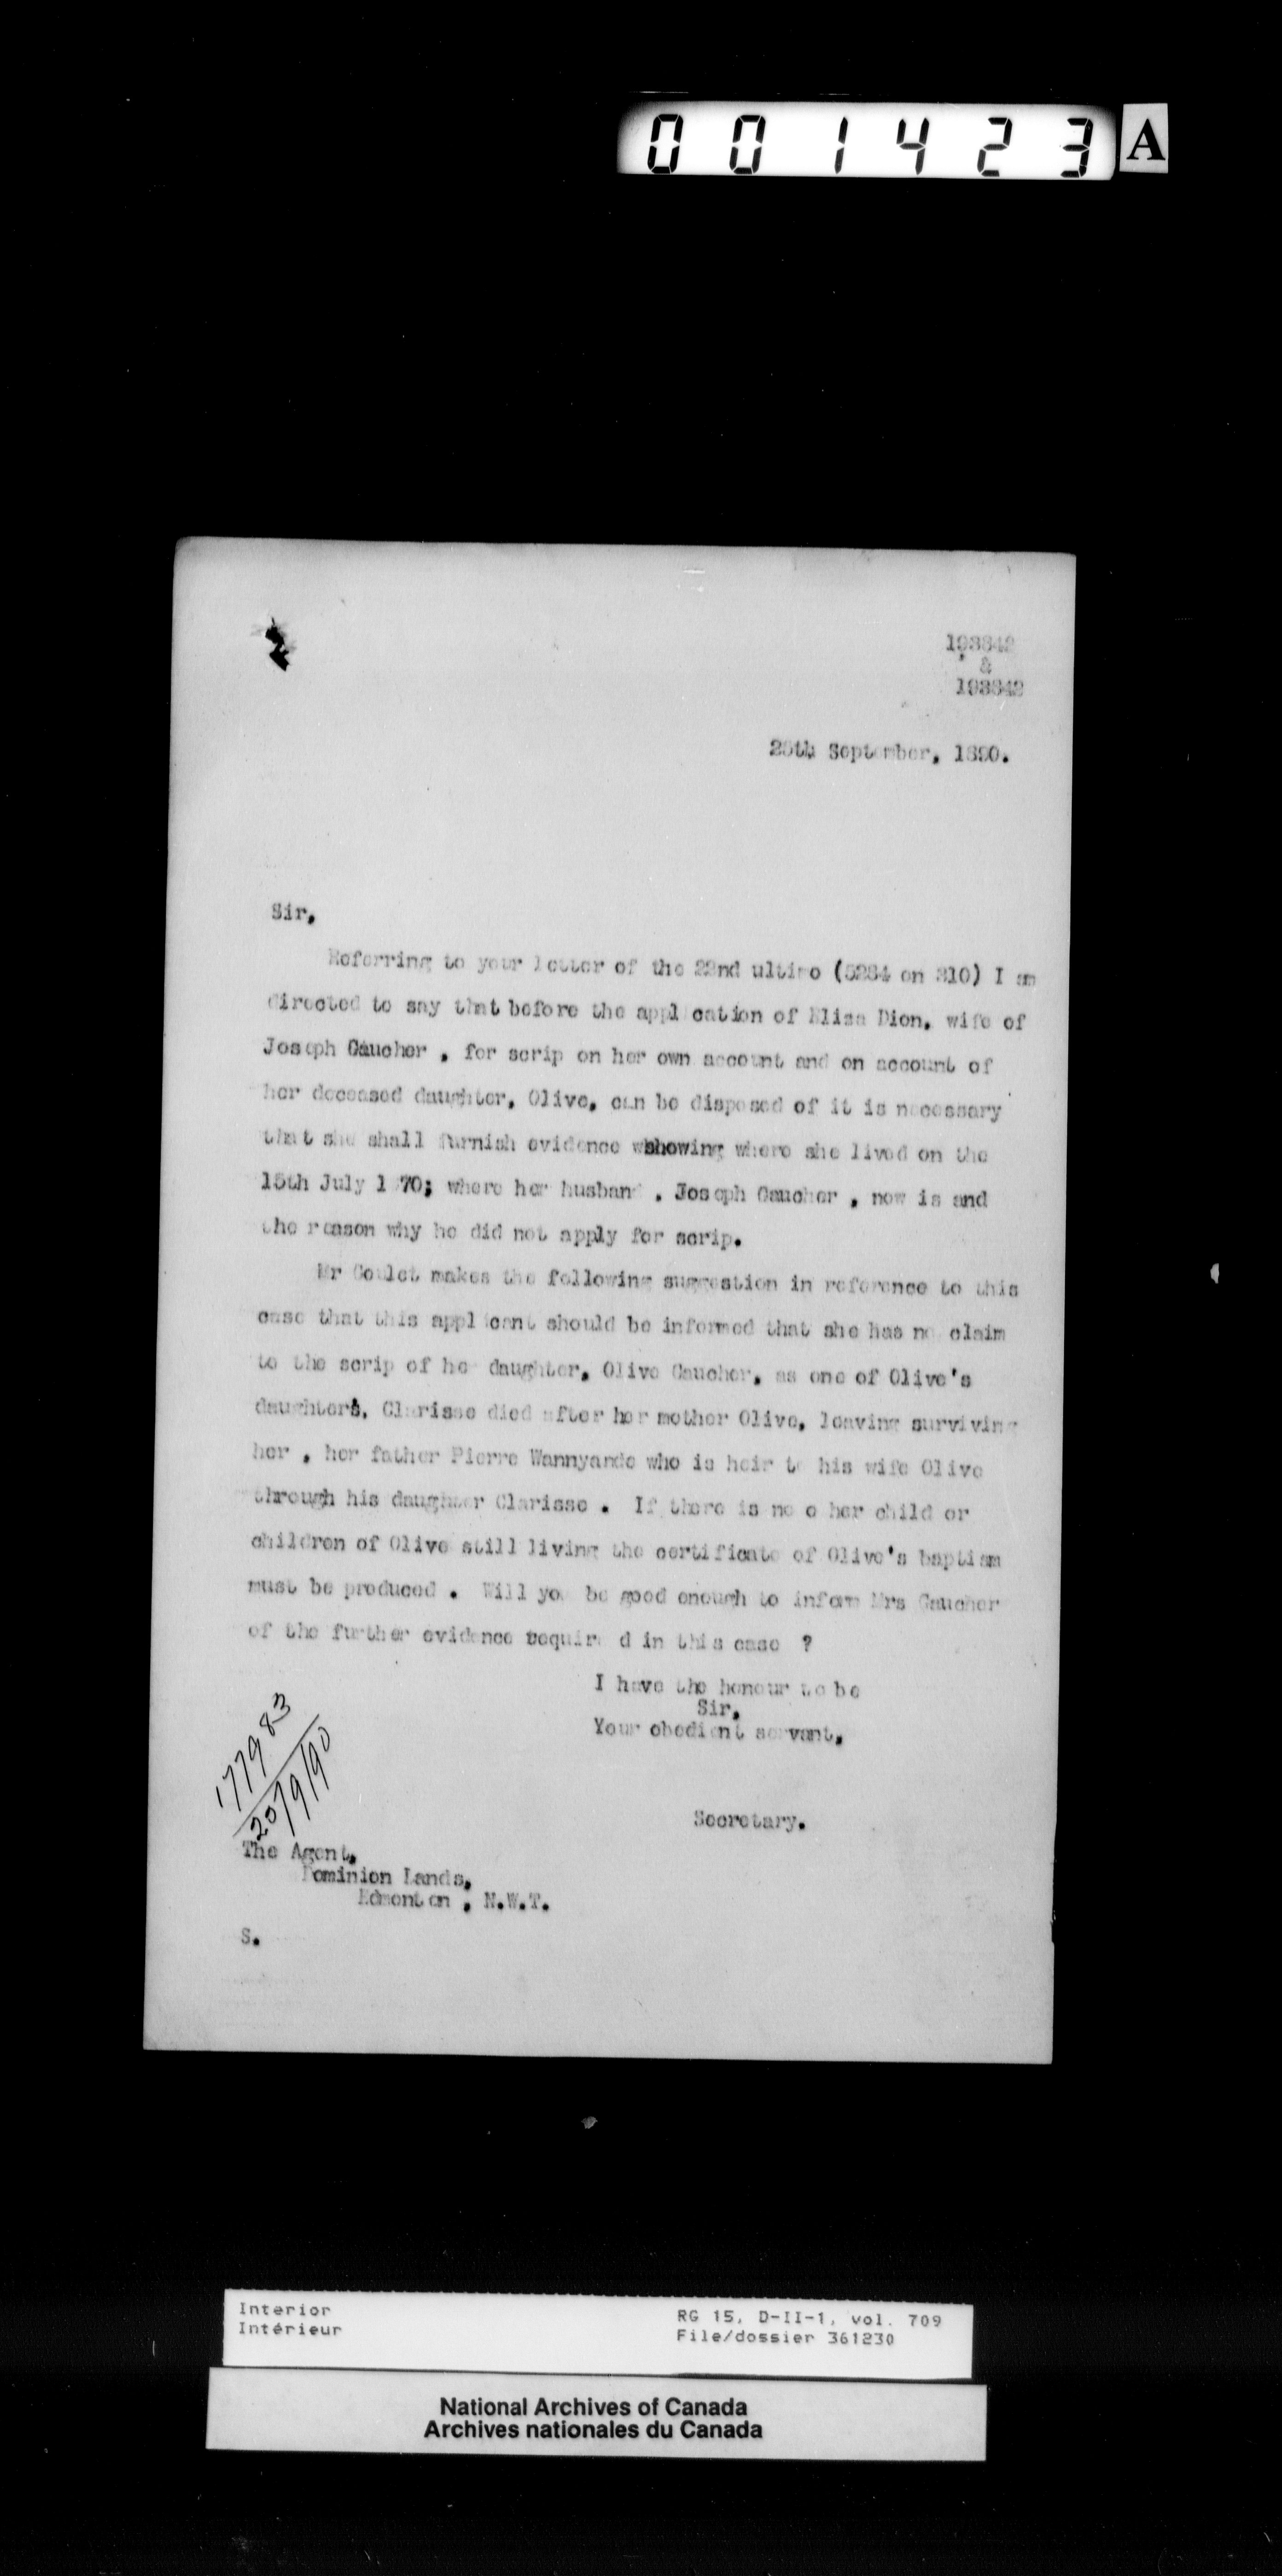 001423 A
193842
&
193842
September, 1890.
Sir,
Referring to your letter of the 22nd ultimo (5284 on 310) I am
directed to say that before the application of Eliza Dion, wife of
Joseph Gaucher , for scrip on her own account and on account of
her deceased daughter, Olive, can be disposed of it is necessary
that she shall furnish evidence wshowing where she lived on the
15th July 1870; where her husband , Joseph Gaucher , now is and
the reason why he did not apply for scrip.
Mr Goulet makes the following suggestion in reference to this
case that this applicant should be informed that she has no claim
to the scrip of her daughter, Olive Gaucher, as one of Olive's
daughters, Clarisse died after her mother Olive, leaving surviving
her , her father Pierre Wannyande who is heir to his wife Olive
through his daughter Clarisse . If there is no other child or
children of Olive still living the certificate of Olive's baptism
must be produced . Will you be good enough to inform Mrs Gaucher
of the further evidence required in this case ?
I have the honour to be
Sir,
Your obedient servant,
177983
20/9/90
Secretary.
The Agent,
Dominion Lands,
Edmonton , N.W.T.
S.
Interior
Intérieur
RG 15, D-II-1, vol. 709
File/dossier 361230
National Archives of Canada
Archives nationales du Canada